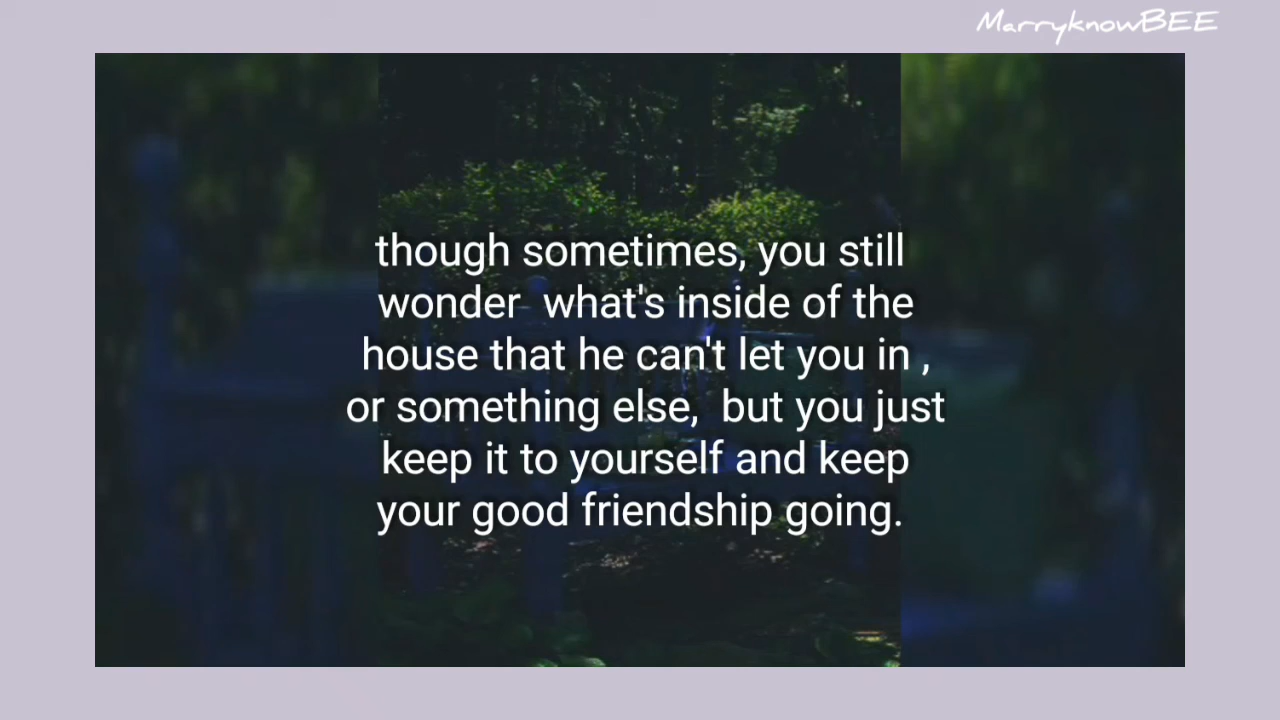 MarryknowBEE
though sometimes, you still
wonder  what's inside of the
house that he can't let you in ,
or something else,  but you just
keep it to yourself and keep
your good friendship going.